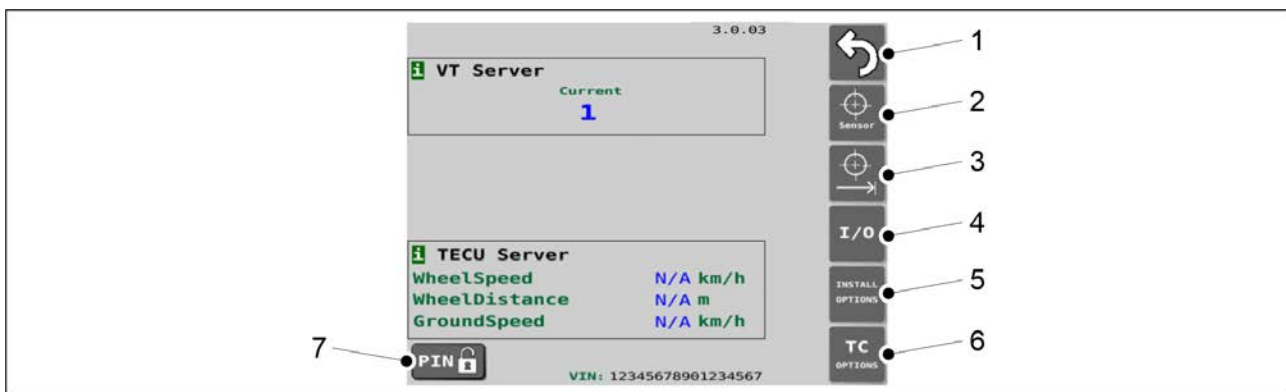 3.0.03
i VT Server
Current
1
i TECU Server
WheelSpeed N/A km/h
WheelDistance N/A m
GroundSpeed N/A km/h
PIN
VIN: 12345678901234567
Sensor
I/O
INSTALL
OPTIONS
TC
OPTIONS
1
2
3
4
5
6
7